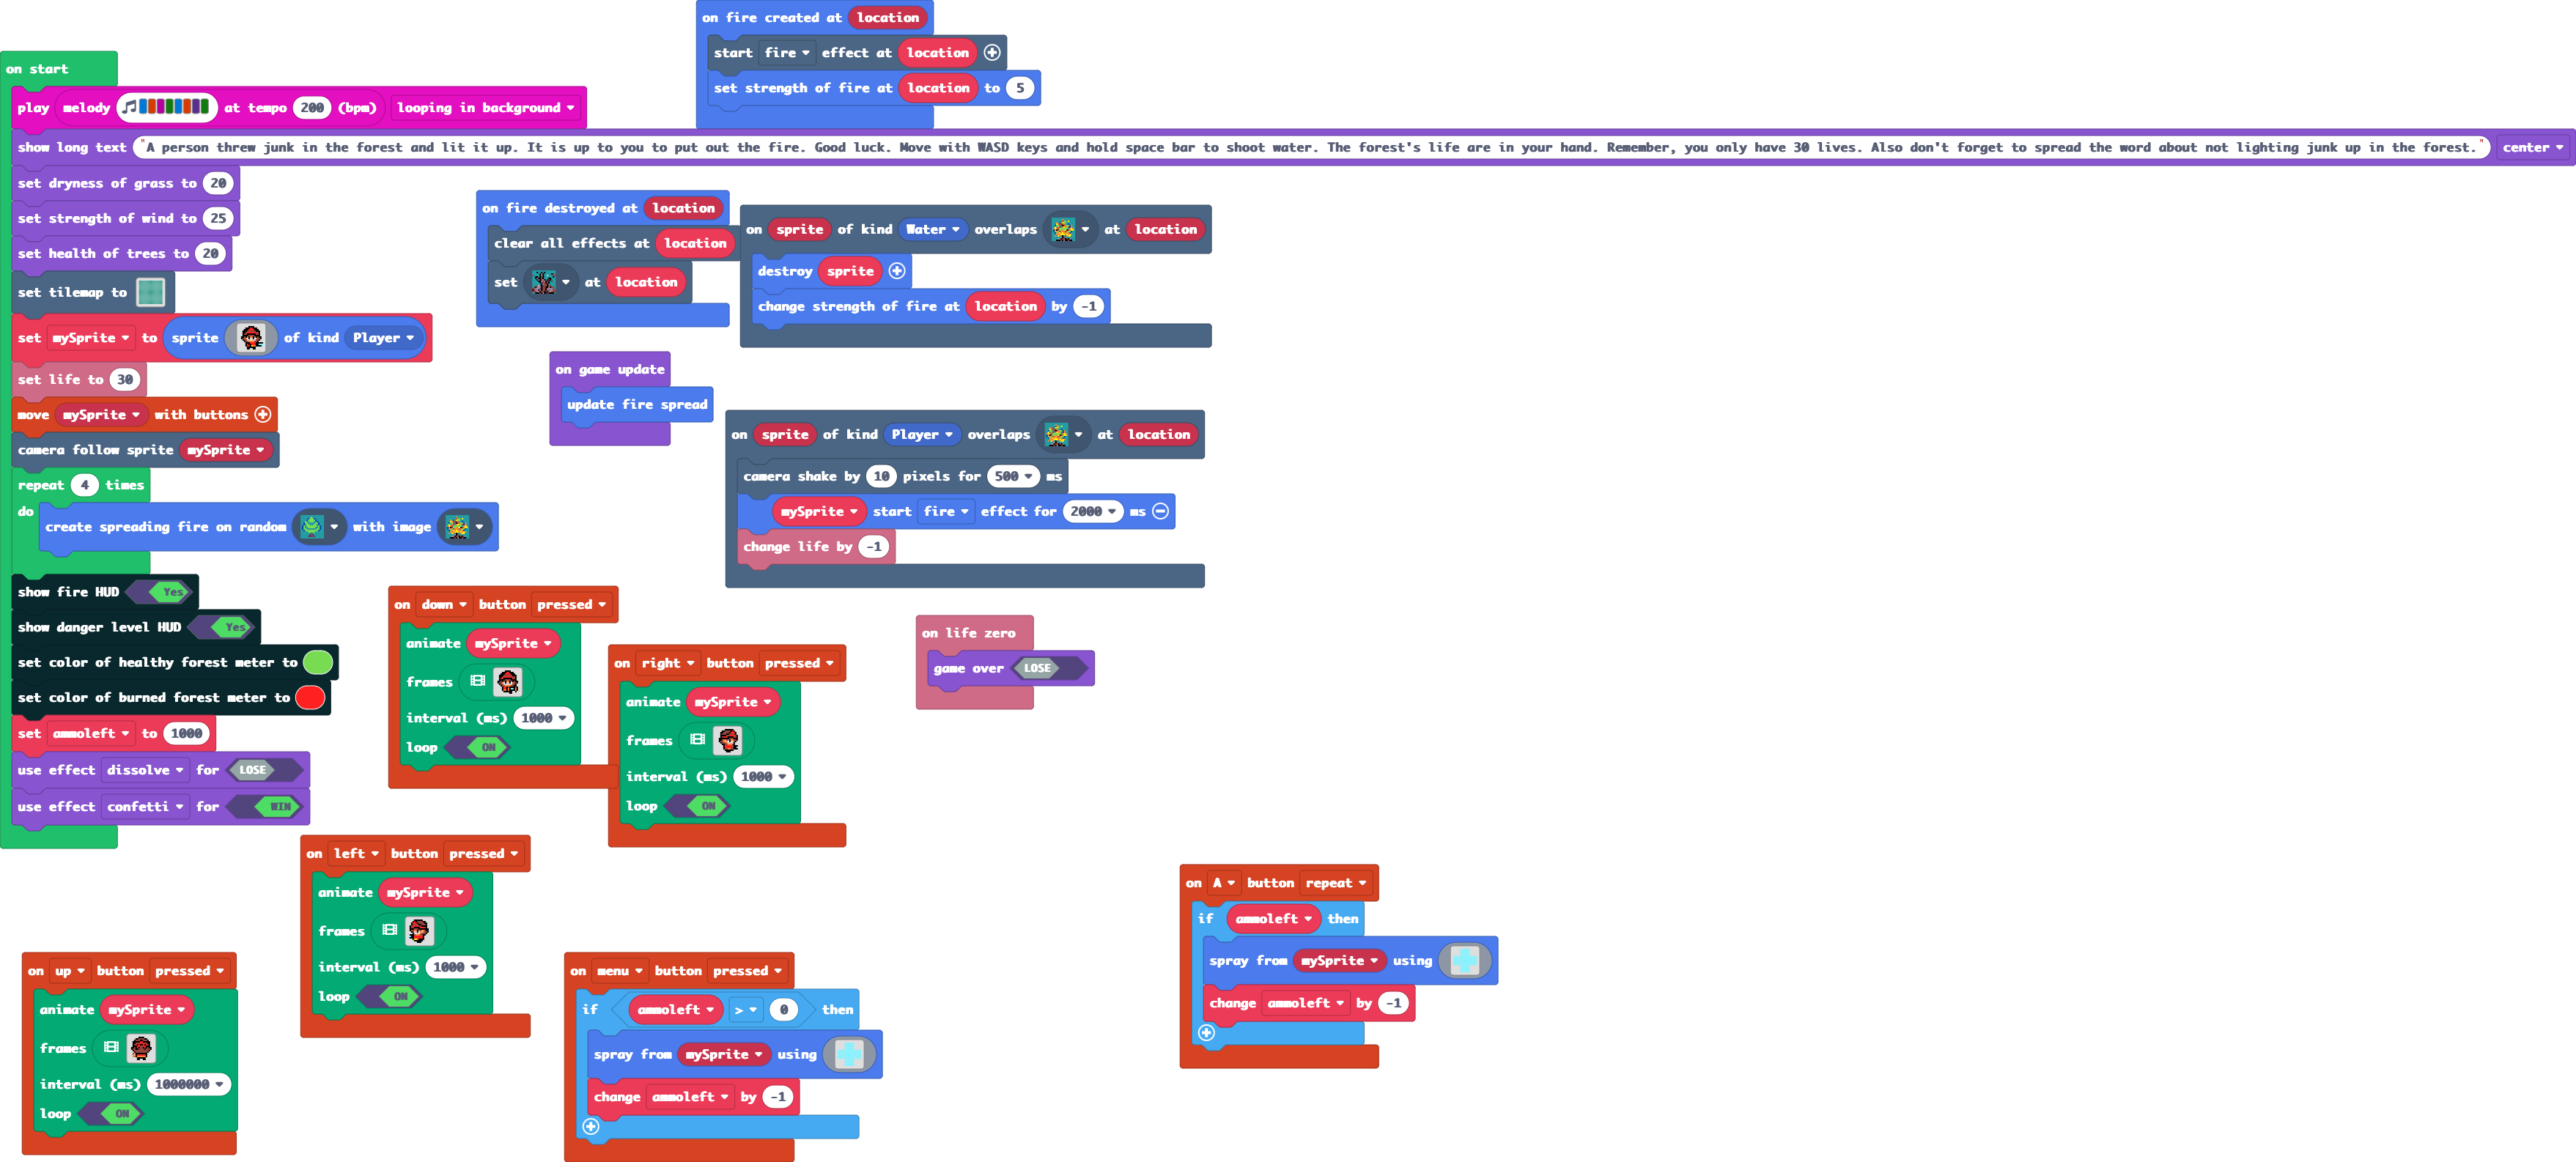 on fire created at location
start fire effect at location
set strength of fire at location to 5
on start
play melody at tempo 200 (bpm) looping in background
show long text "A person threw junk in the forest and lit it up. It is up to you to put out the fire. Good luck. Move with WASD keys and hold space bar to shoot water. The forest's life are in your hand. Remember, you only have 30 lives. Also don't forget to spread the word about not lighting junk up in the forest." center
set dryness of grass to 20
set strength of wind to 25
set health of trees to 20
set tilemap to
set mySprite to sprite of kind Player
set life to 30
move mySprite with buttons
camera follow sprite mySprite
repeat 4 times
do
create spreading fire on random with image
show fire HUD Yes
show danger level HUD Yes
set color of healthy forest meter to
set color of burned forest meter to
set ammoleft to 1000
use effect dissolve for LOSE
use effect confetti for WIN
on fire destroyed at location
clear all effects at location
set at location
on sprite of kind Water overlaps at location
destroy sprite
change strength of fire at location by -1
on game update
update fire spread
on sprite of kind Player overlaps at location
camera shake by 10 pixels for 500 ms
mySprite start fire effect for 2000 ms
change life by -1
on down button pressed
animate mySprite
frames
interval (ms) 1000
loop ON
on right button pressed
animate mySprite
frames
interval (ms) 1000
loop ON
on life zero
game over LOSE
on left button pressed
animate mySprite
frames
interval (ms) 1000
loop ON
on A button repeat
if ammoleft then
spray from mySprite using
change ammoleft by -1
on up button pressed
animate mySprite
frames
interval (ms) 1000000
loop ON
on menu button pressed
if ammoleft > 0 then
spray from mySprite using
change ammoleft by -1